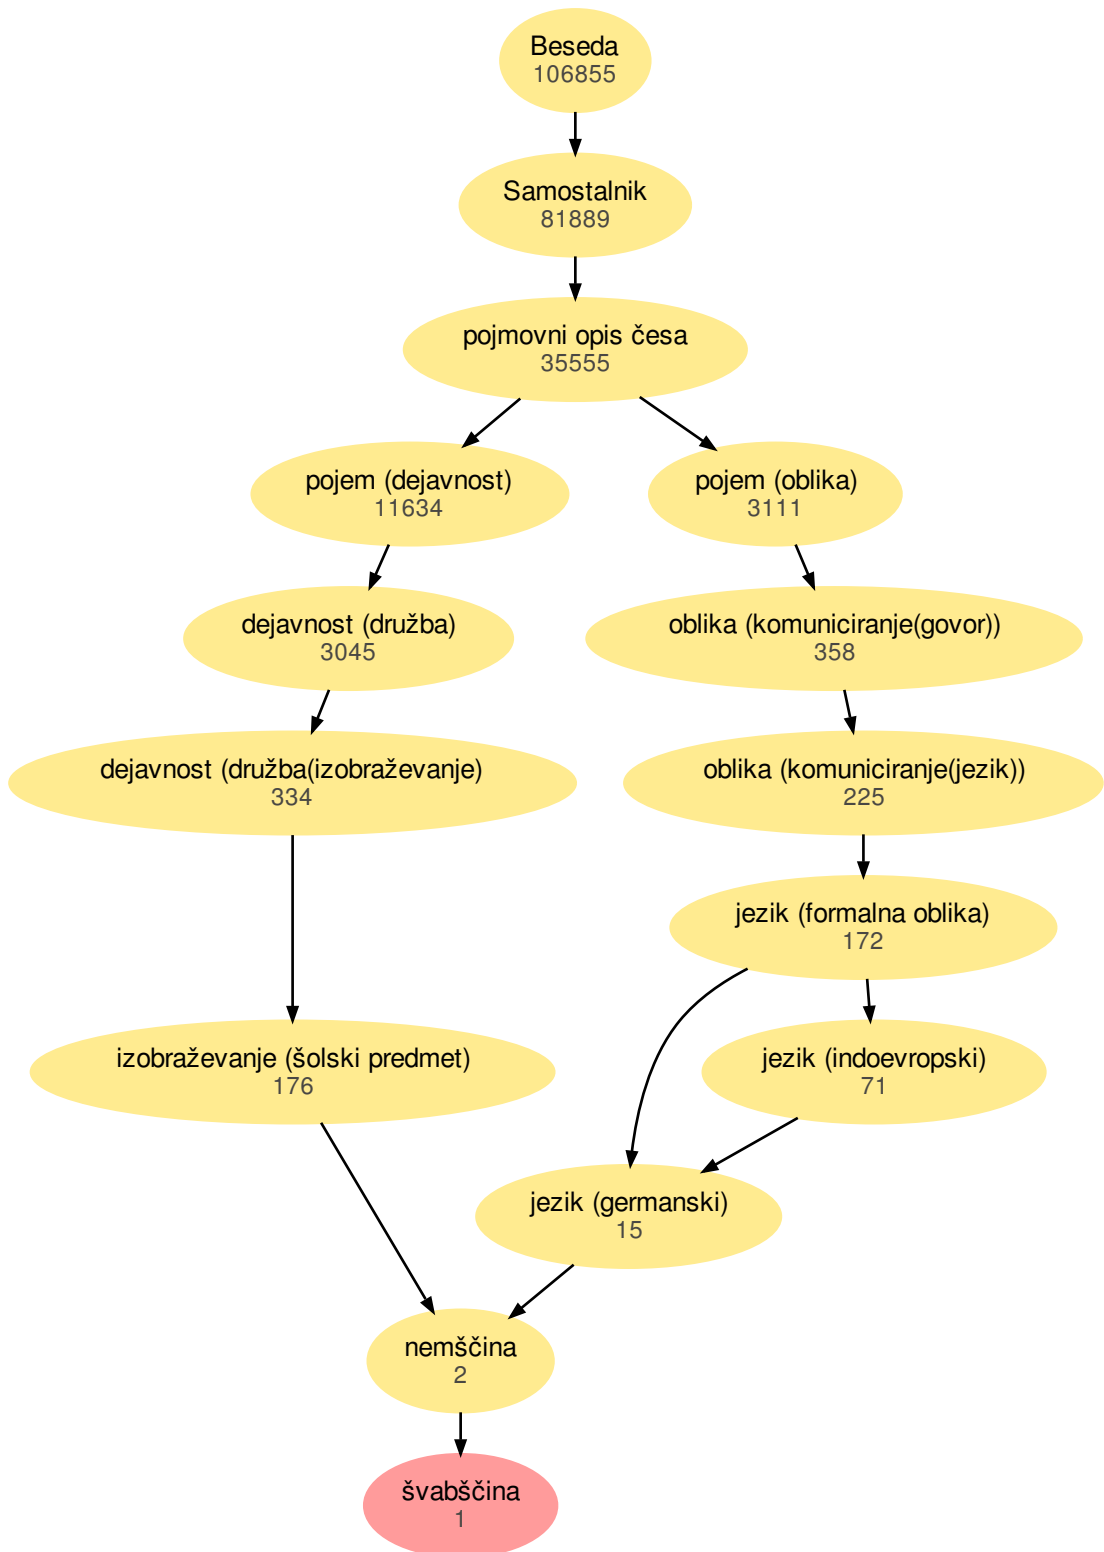 Beseda
106855
Samostalnik
81889
pojmovni opis česa
35555
pojem (dejavnost)
11634
pojem (oblika)
3111
dejavnost (družba)
3045
oblika (komuniciranje(govor))
358
dejavnost (družba(izobraževanje)
334
oblika (komuniciranje(jezik))
225
jezik (formalna oblika)
172
izobraževanje (šolski predmet)
176
jezik (indoevropski)
71
jezik (germanski)
15
nemščina
2
švabščina
1